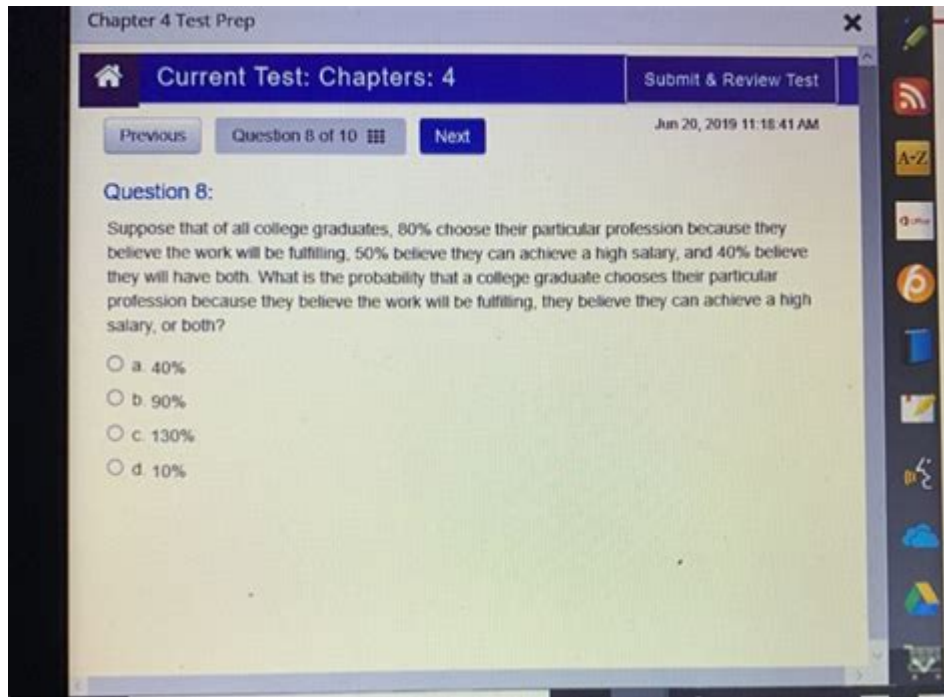 Chapter 4 Test Prep
Current Test: Chapters: 4
Submit & Review Test
Previous
Question 8 of 10
Next
Jun 20, 2019 11:18:41 AM
Question 8:
Suppose that of all college graduates, 80% choose their particular profession because they
believe the work will be fulfilling, 50% believe they can achieve a high salary, and 40% believe
they will have both. What is the probability that a college graduate chooses their particular
profession because they believe the work will be fulfilling, they believe they can achieve a high
salary, or both?
a. 40%
b. 90%
c. 130%
d. 10%
A-Z